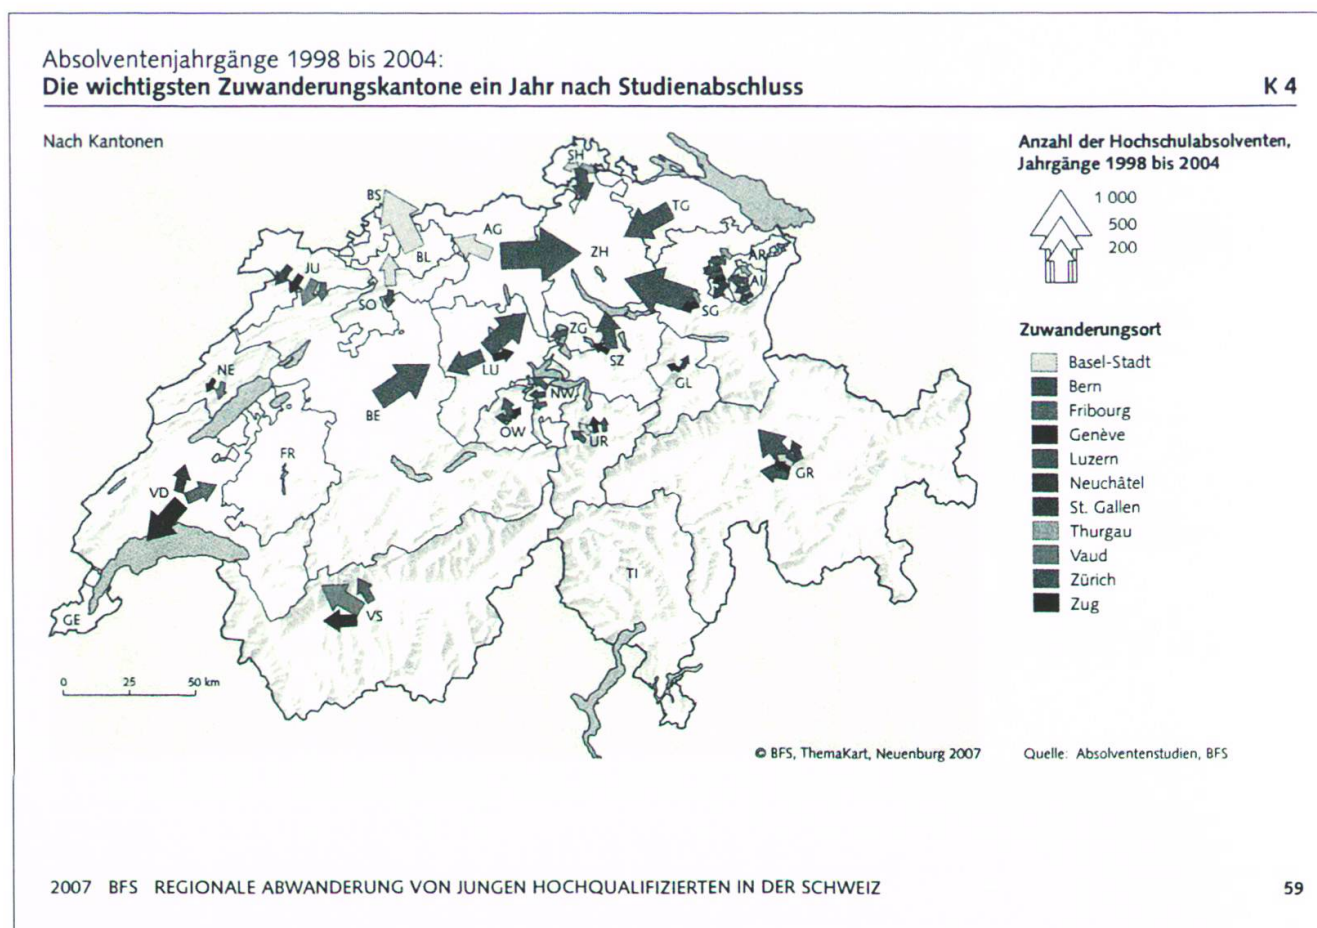 Absolventenjahrgänge 1998 bis 2004:
Die wichtigsten Zuwanderungskantone ein Jahr nach Studienabschluss K 4
Nach Kantonen
Anzahl der Hochschulabsolventen,
Jahrgänge 1998 bis 2004
1 000
500
200
Zuwanderungsort
Basel-Stadt
Bern
Fribourg
Genève
Luzern
Neuchâtel
St. Gallen
Thurgau
Vaud
Zürich
Zug
SH
BS
TG
AG
BL
ZH
AR
AI
JU
SO
SG
ZG
SZ
NE
LU
GL
BE
NW
OW
UR
FR
GR
VD
TI
GE
VS
0 25 50 km
© BFS, ThemaKart, Neuenburg 2007
Quelle: Absolventenstudien, BFS
2007 BFS REGIONALE ABWANDERUNG VON JUNGEN HOCHQUALIFIZIERTEN IN DER SCHWEIZ 59